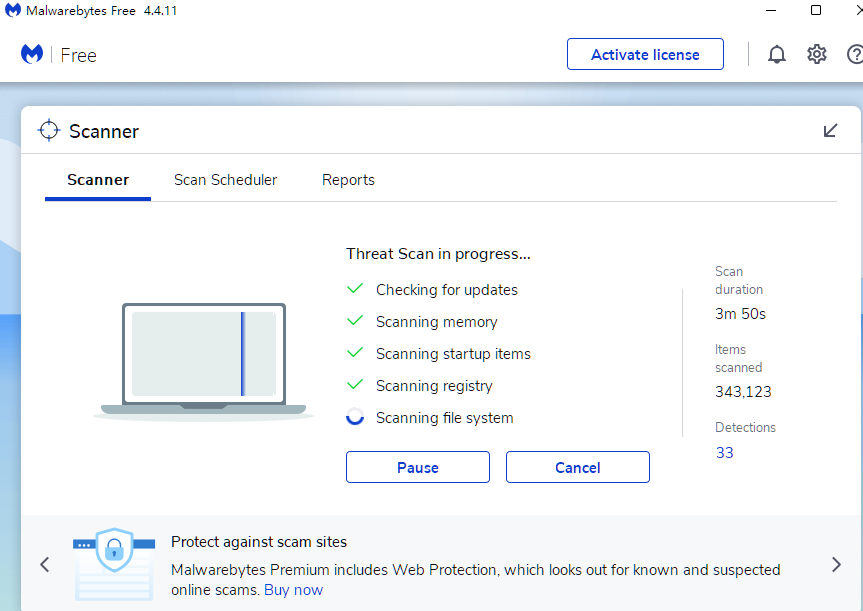 Malwarebytes Free 4.4.11
Free
Activate license
Scanner
Scanner
Scan Scheduler
Reports
Threat Scan in progress...
Checking for updates
Scanning memory
Scanning startup items
Scanning registry
Scanning file system
Pause
Cancel
Scan
duration
3m 50s
Items
scanned
343,123
Detections
33
Protect against scam sites
Malwarebytes Premium includes Web Protection, which looks out for known and suspected
online scams. Buy now